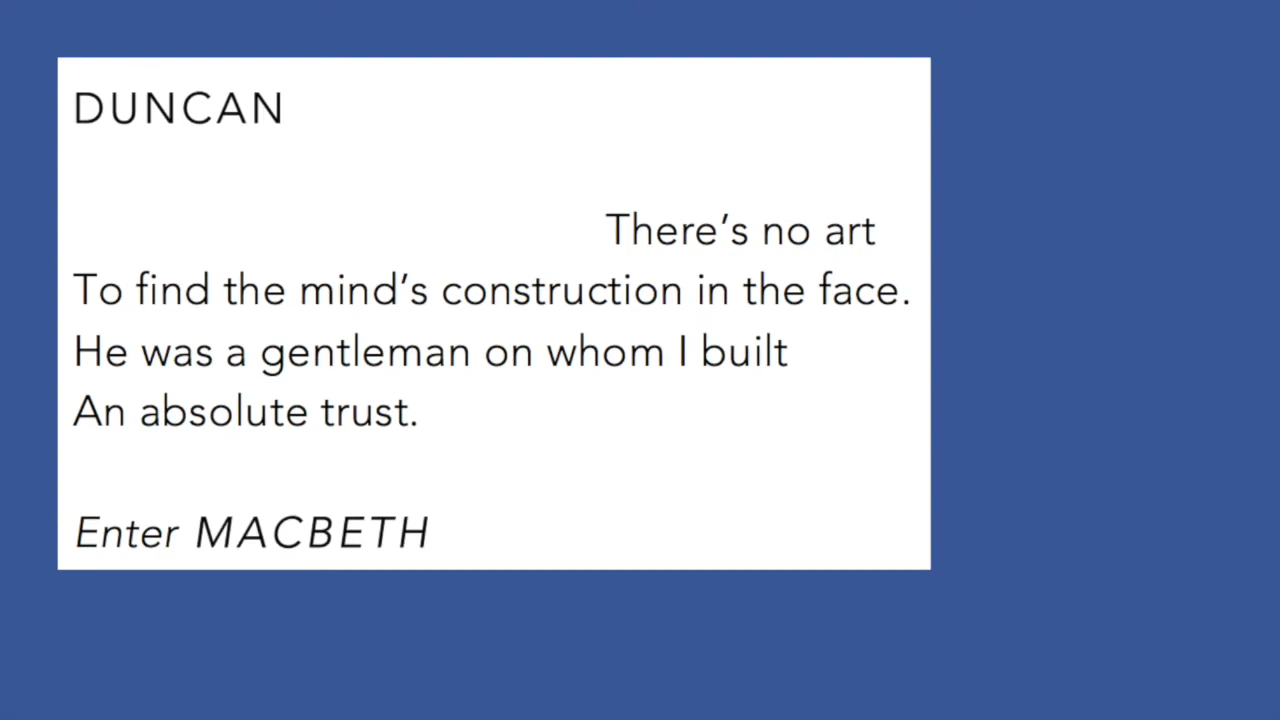 DUNCAN
There’s no art
To find the mind’s construction in the face.
He was a gentleman on whom I built
An absolute trust.
Enter MACBETH